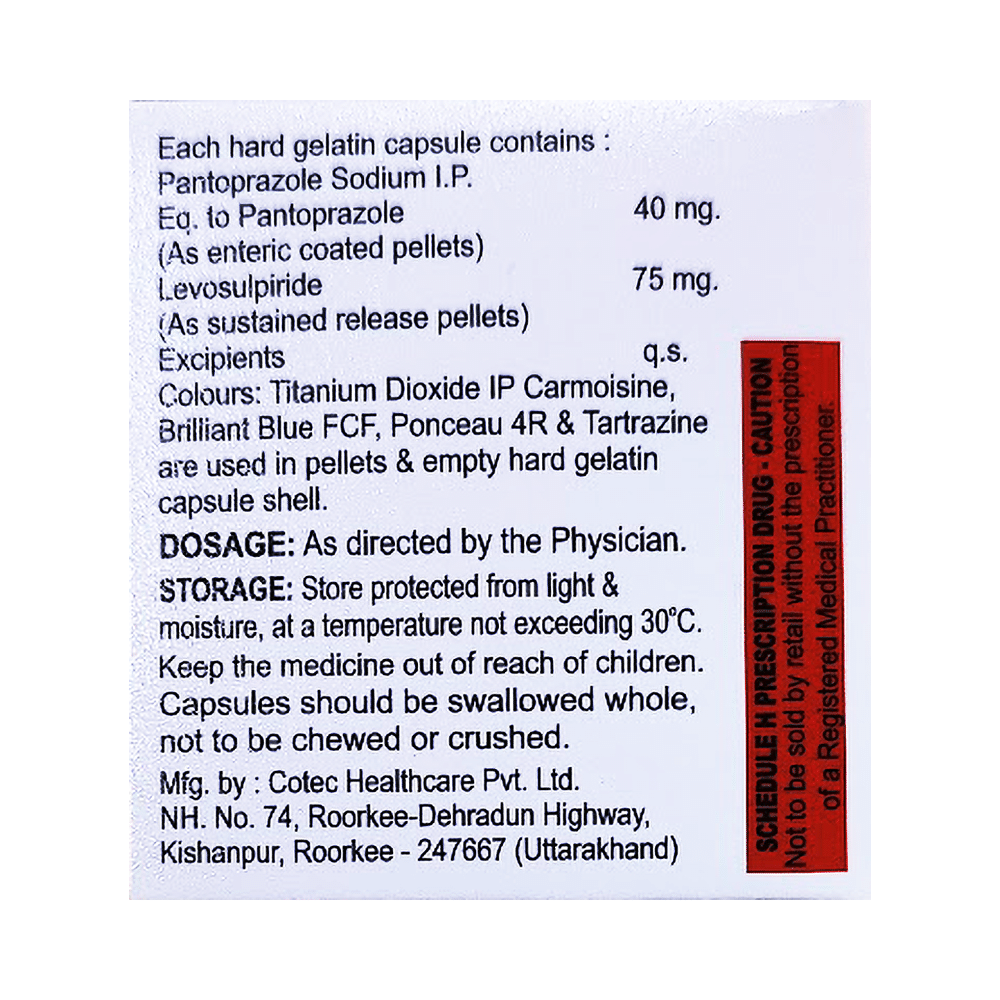 Each hard gelatin capsule contains :
Pantoprazole Sodium I.P.
Eq. to Pantoprazole 40 mg.
(As enteric coated pellets)
Levosulpiride 75 mg.
(As sustained release pellets)
Excipients q.s.
Colours: Titanium Dioxide IP Carmoisine,
Brilliant Blue FCF, Ponceau 4R & Tartrazine
are used in pellets & empty hard gelatin
capsule shell.
DOSAGE: As directed by the Physician.
STORAGE: Store protected from light &
moisture, at a temperature not exceeding 30°C.
Keep the medicine out of reach of children.
Capsules should be swallowed whole,
not to be chewed or crushed.
Mfg. by : Cotec Healthcare Pvt. Ltd.
NH. No. 74, Roorkee-Dehradun Highway,
Kishanpur, Roorkee - 247667 (Uttarakhand)
SCHEDULE H PRESCRIPTION DRUG - CAUTION
Not to be sold by retail without the prescription
of a Registered Medical Practitioner.